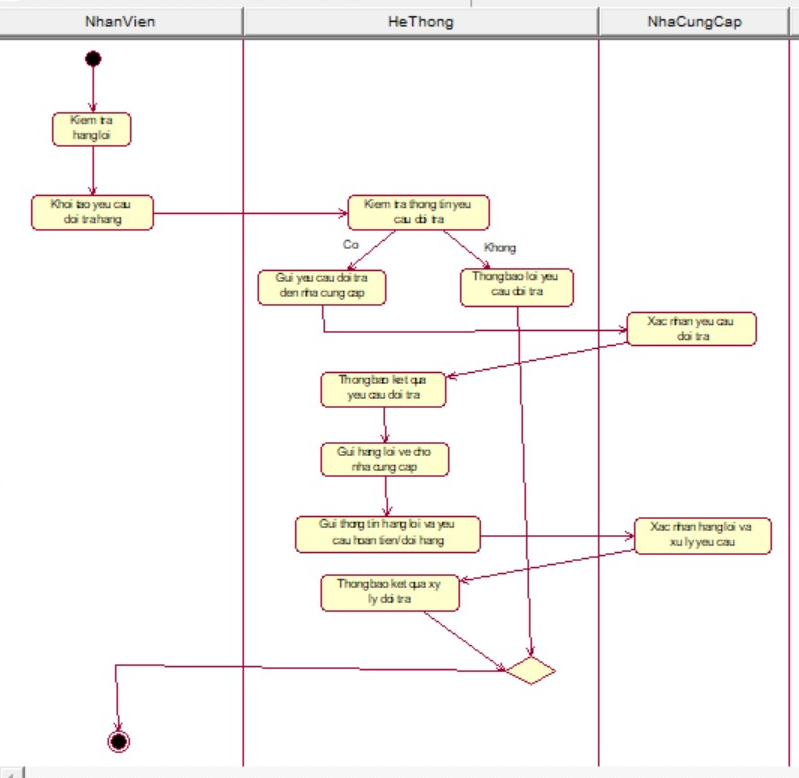 NhanVien
HeThong
NhaCungCap
Kiem tra
hang loi
Khoi tao yeu cau
doi tra hang
Kiem tra thong tin yeu
cau doi tra
Co
Khong
Gui yeu cau doi tra
den nha cung cap
Thong bao loi yeu
cau doi tra
Xac nhan yeu cau
doi tra
Thong bao ket qua
yeu cau doi tra
Gui hang loi ve cho
nha cung cap
Gui thong tin hang loi va yeu
cau hoan tien/doi hang
Xac nhan hang loi va
xu ly yeu cau
Thong bao ket qua xy
ly doi tra